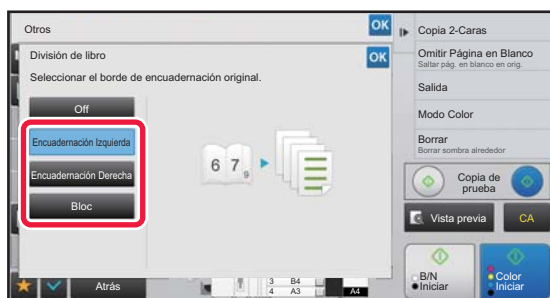 Otros
OK
División de libro
OK
Seleccionar el borde de encuadernación original.
Off
Encuadernación Izquierda
Encuadernación Derecha
Bloc
6 7 9
Atrás
3 B4
4 A3
A4
Copia 2-Caras
Omitir Página en Blanco
Saltar pág. en blanco en orig.
Salida
Modo Color
Borrar
Borrar sombra alrededor
Copia de
prueba
Vista previa
CA
B/N
Iniciar
Color
Iniciar